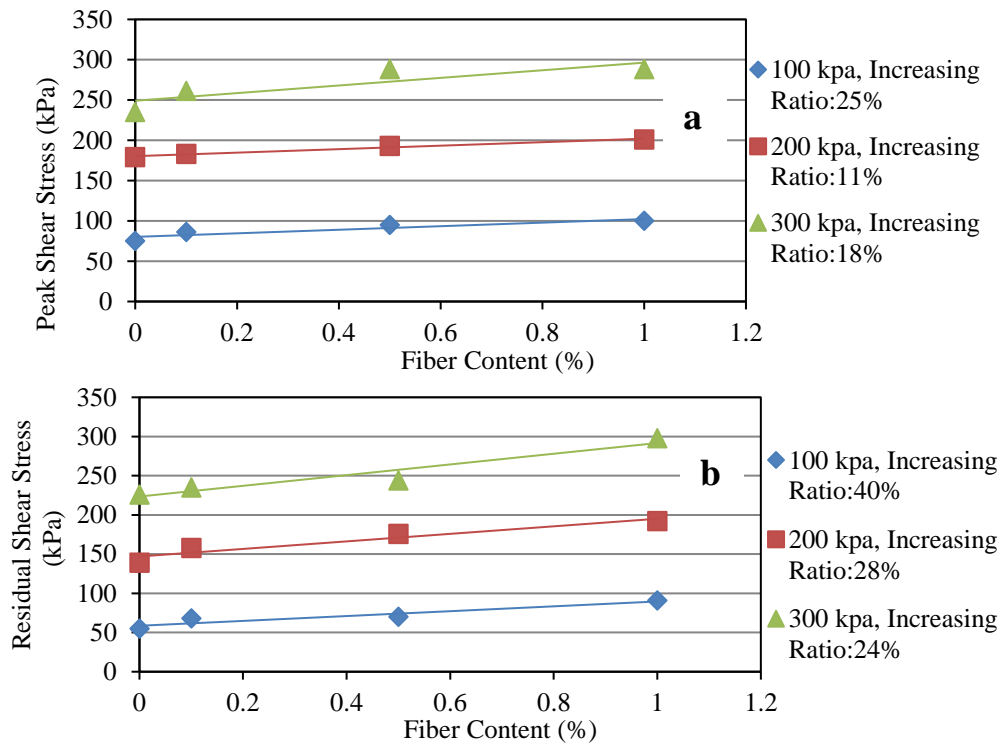 350
300
250
200
150
100
50
0
0
0.2
0.4
0.6
0.8
1
1.2
Peak Shear Stress (kPa)
Fiber Content (%)
a
100 kpa, Increasing
Ratio:25%
200 kpa, Increasing
Ratio:11%
300 kpa, Increasing
Ratio:18%
350
300
250
200
150
100
50
0
0
0.2
0.4
0.6
0.8
1
1.2
Residual Shear Stress
(kPa)
Fiber Content (%)
b
100 kpa, Increasing
Ratio:40%
200 kpa, Increasing
Ratio:28%
300 kpa, Increasing
Ratio:24%